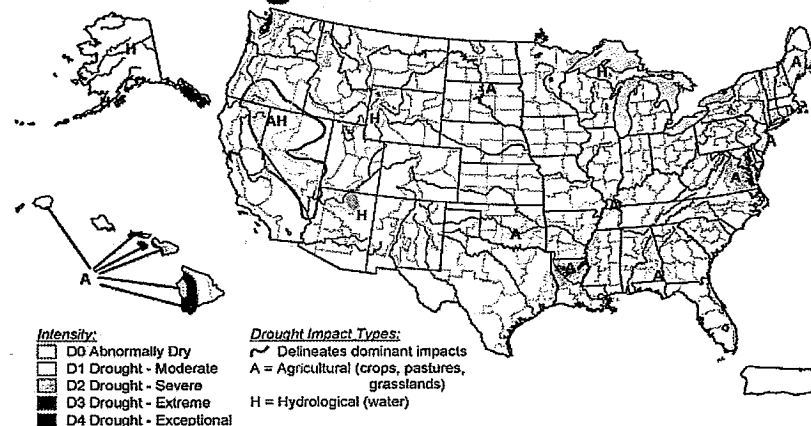 H
H
A
H
A
AH
H
H
A
A
A
A
A
A
Intensity:
D0 Abnormally Dry
D1 Drought - Moderate
D2 Drought - Severe
D3 Drought - Extreme
D4 Drought - Exceptional
Drought Impact Types:
Delineates dominant impacts
A = Agricultural (crops, pastures,
grasslands)
H = Hydrological (water)